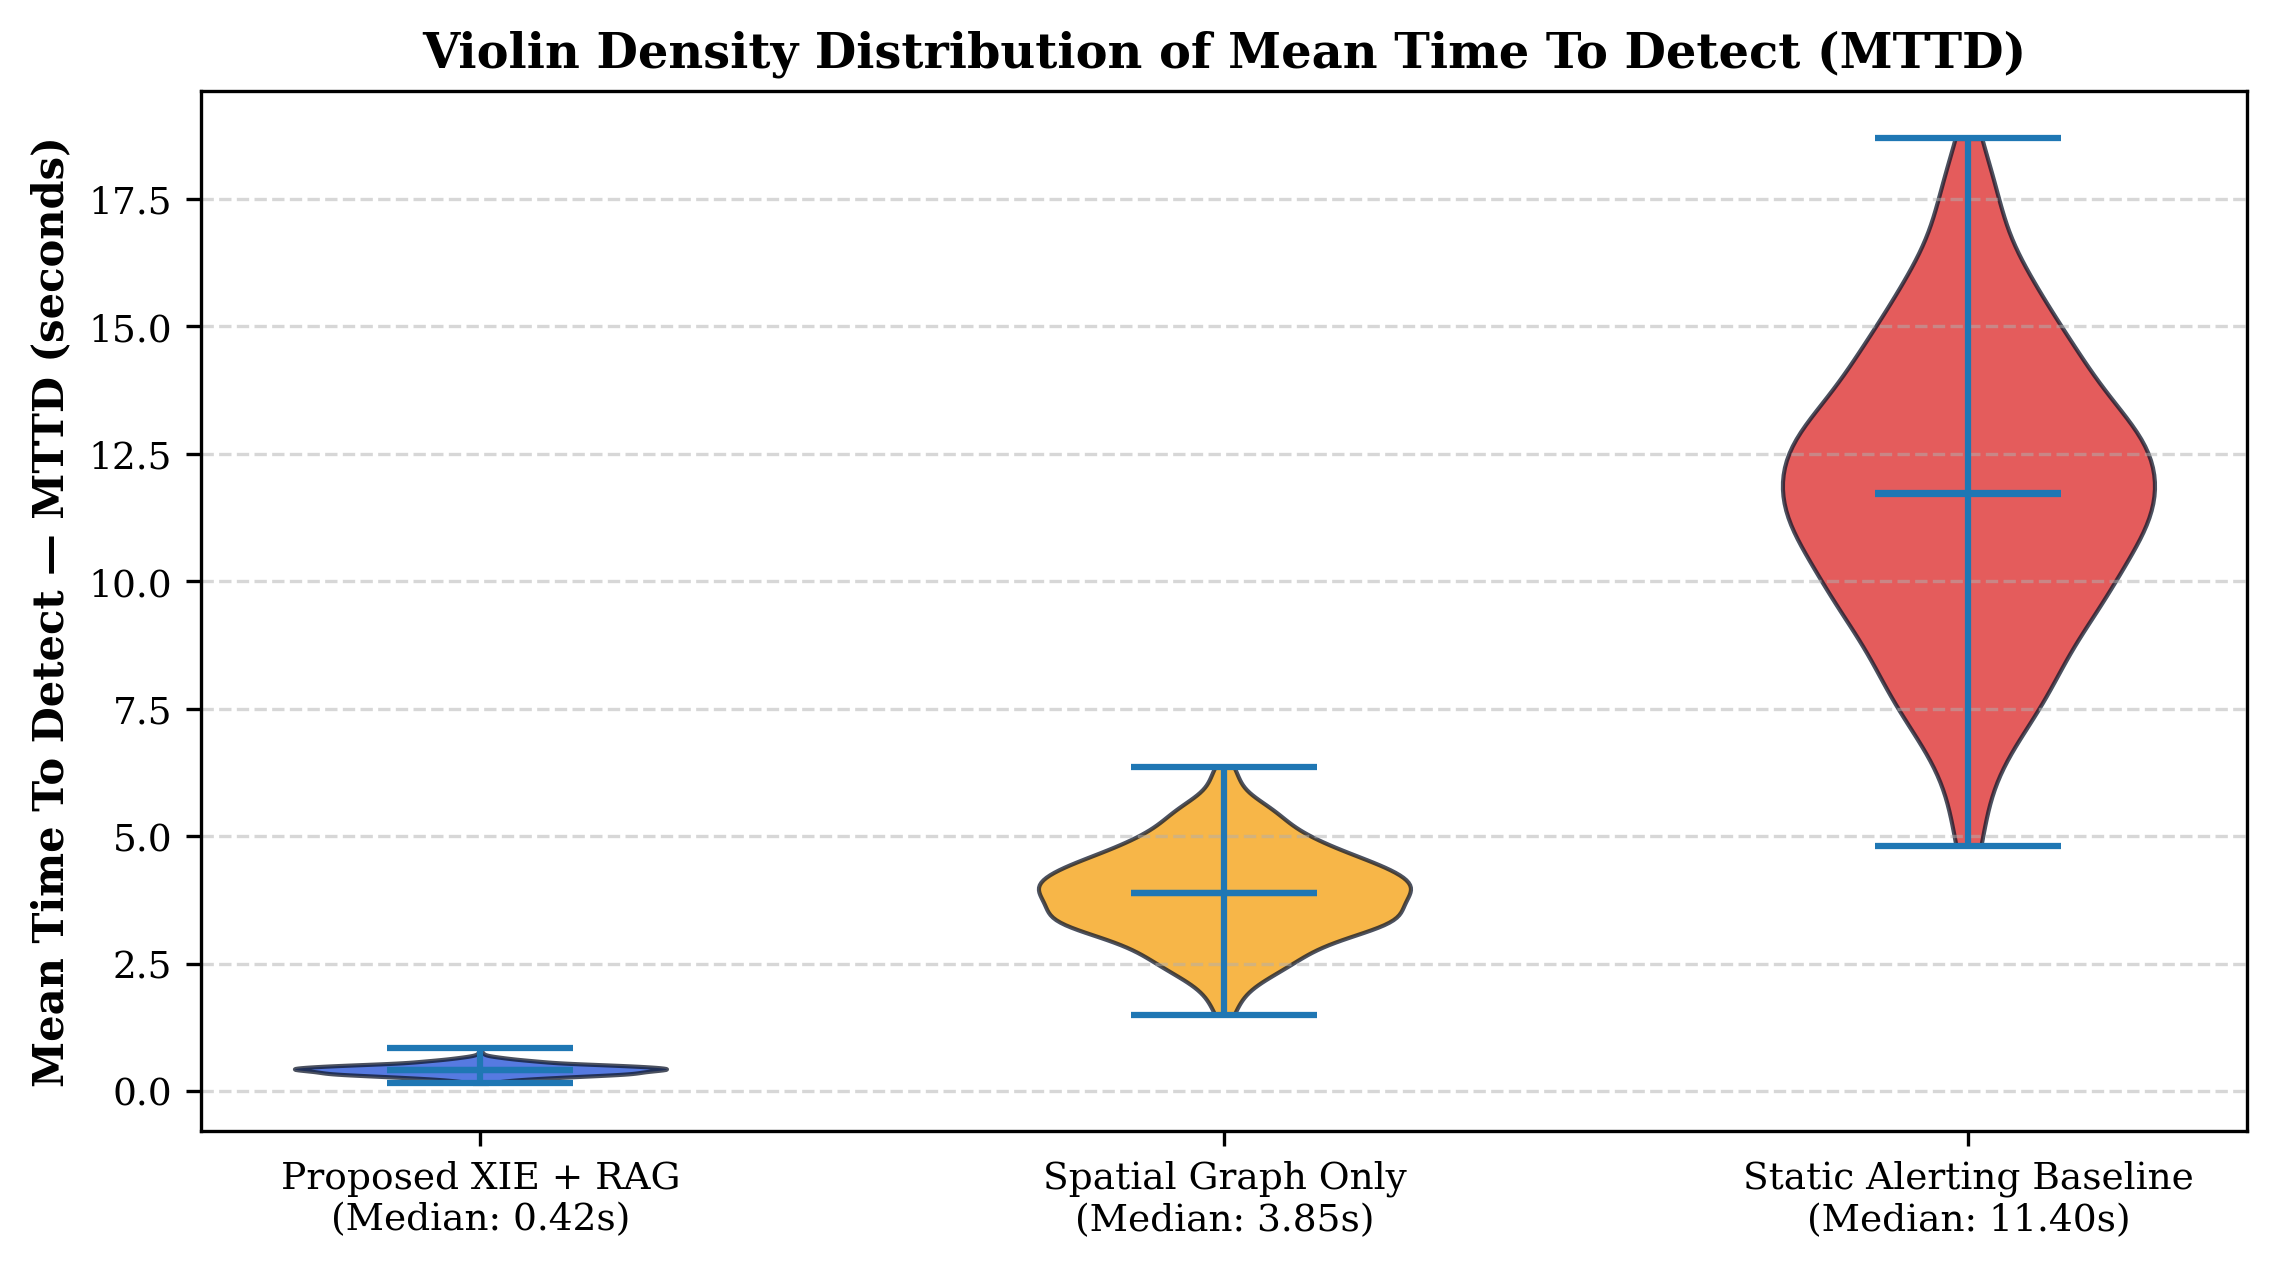 Violin Density Distribution of Mean Time To Detect (MTTD)
Mean Time To Detect — MTTD (seconds)
17.5
15.0
12.5
10.0
7.5
5.0
2.5
0.0
Proposed XIE + RAG
(Median: 0.42s)
Spatial Graph Only
(Median: 3.85s)
Static Alerting Baseline
(Median: 11.40s)